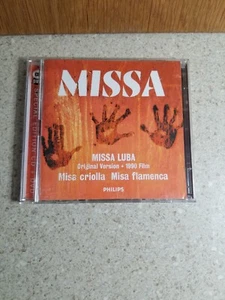 MISSA
MISSA LUBA
Original Version • 1990 Film
Misa criolla Misa flamenca
PHILIPS